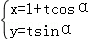 x=1+tcosα
y=tsinα